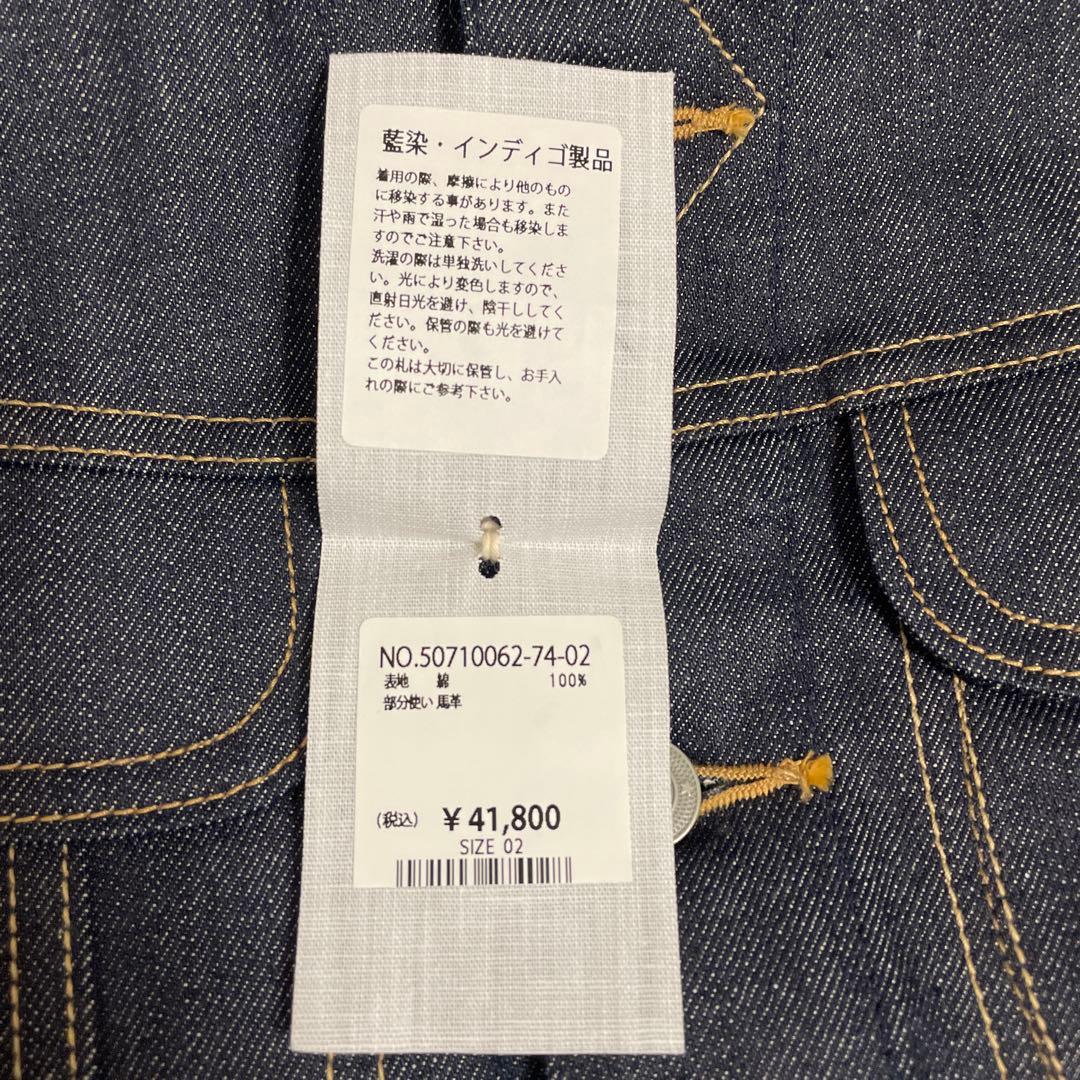 藍染・インディゴ製品
着用の際、摩擦により他のもの
に移染する事があります。また
汗や雨で湿った場合も移染しま
すのでご注意下さい。
洗濯の際は単独洗いしてくださ
い。光により変色しますので、
直射日光を避け、陰干ししてく
ださい。保管の際も光を避けて
ください。
この札は大切に保管し、お手入
れの際にご参考下さい。
NO.50710062-74-02
表地 綿 100%
部分使い 馬革
(税込) ¥41,800
SIZE 02